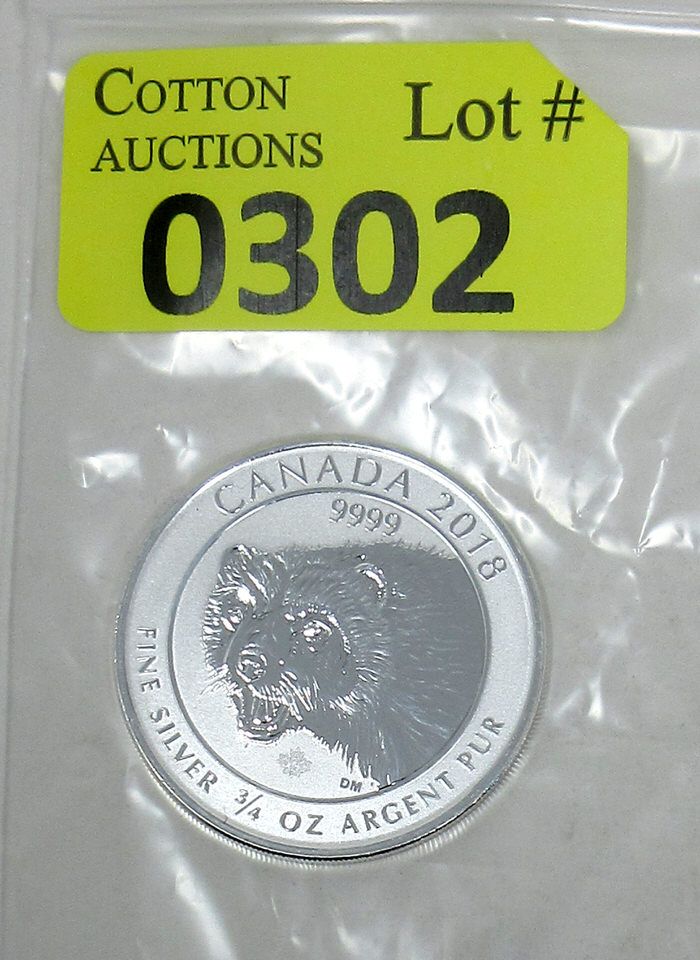 COTTON
AUCTIONS
Lot #
0302
CANADA 2018
9999
DM
FINE SILVER 3/4 OZ ARGENT PUR